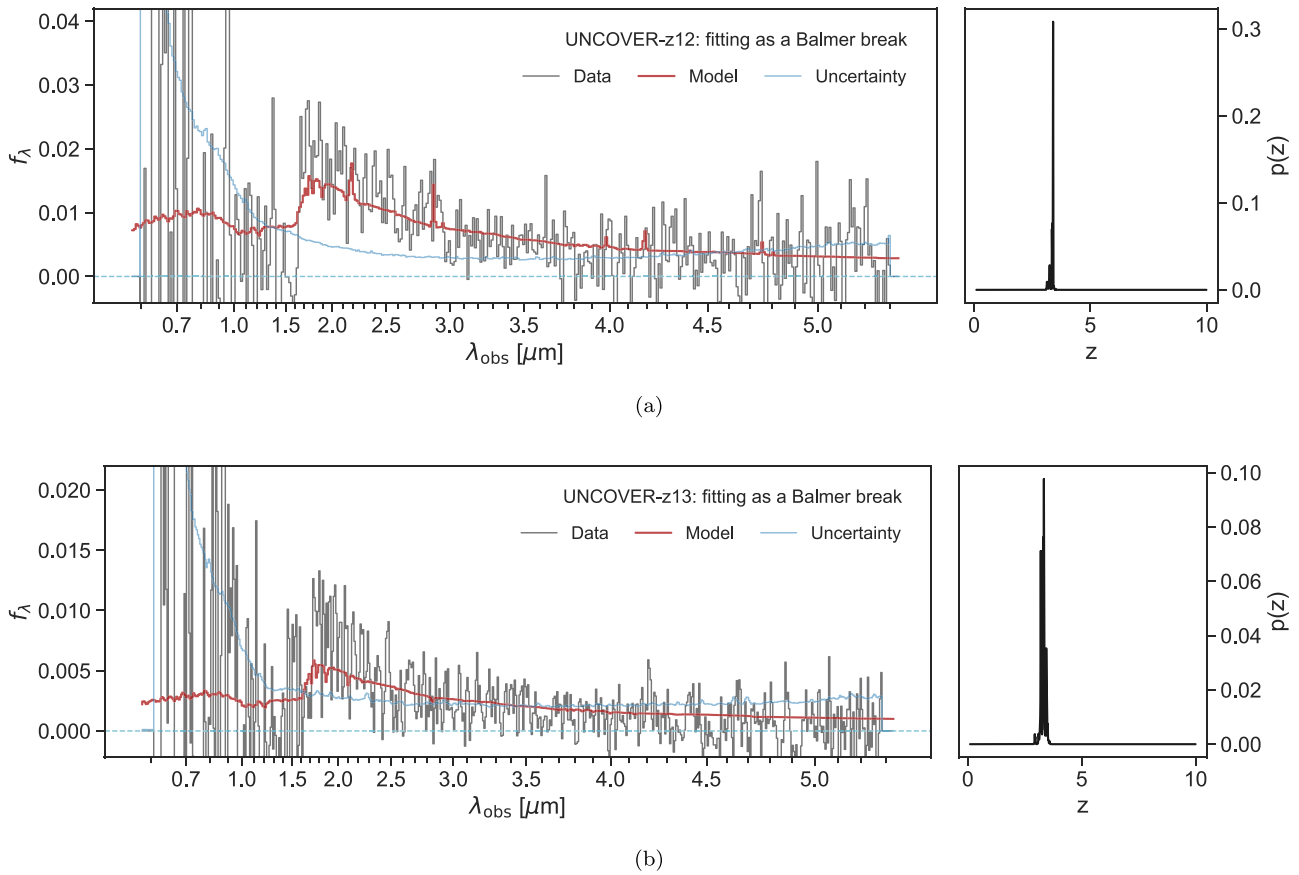 UNCOVER-z12: fitting as a Balmer break
Data Model Uncertainty
0.04
0.03
0.02
0.01
0.00
f_λ
0.7 1.0 1.5 2.0 2.5 3.0 3.5 4.0 4.5 5.0
λ_obs [μm]
0.3
0.2
0.1
0.0
p(z)
0 5 10
z
(a)
UNCOVER-z13: fitting as a Balmer break
Data Model Uncertainty
0.020
0.015
0.010
0.005
0.000
f_λ
0.7 1.0 1.5 2.0 2.5 3.0 3.5 4.0 4.5 5.0
λ_obs [μm]
0.10
0.08
0.06
0.04
0.02
0.00
p(z)
0 5 10
z
(b)